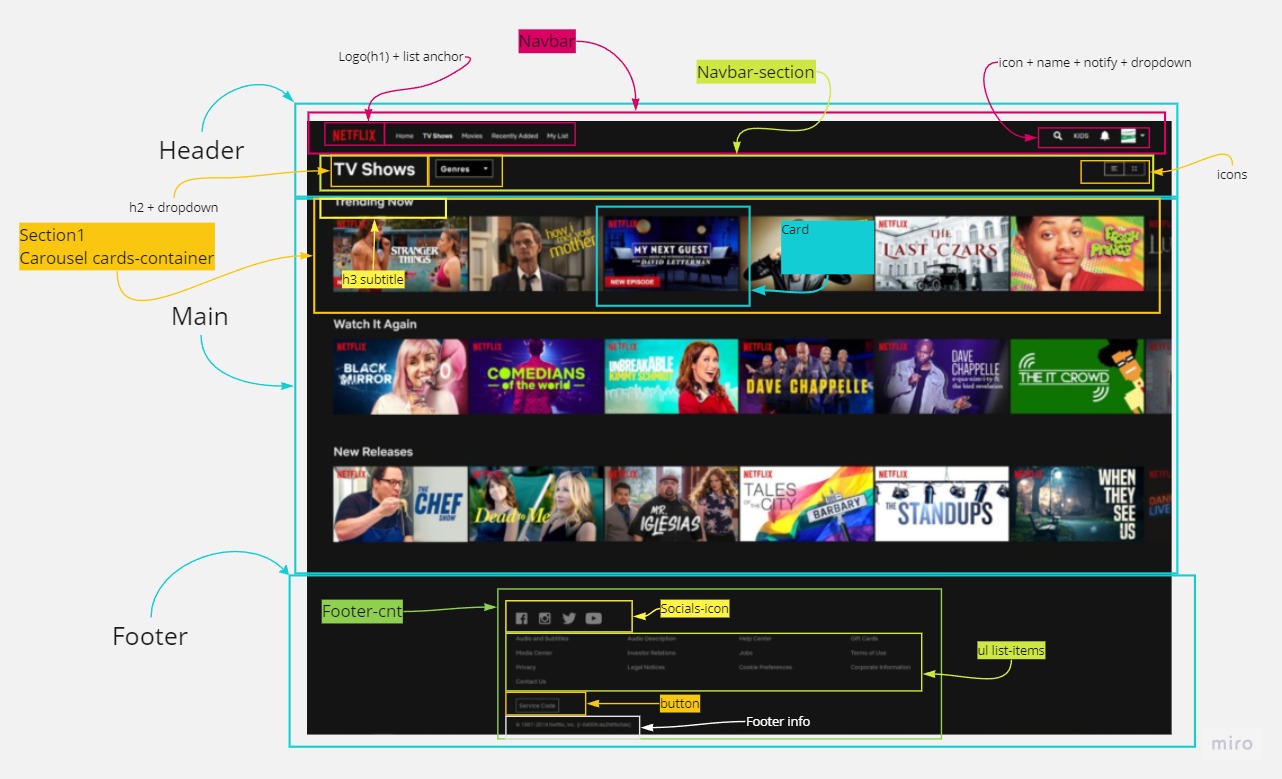 Navbar
Logo(h1) + list anchor
Navbar-section
icon + name + notify + dropdown
Header
NETFLIX
Home
TV Shows
Movies
Recently Added
My List
KIDS
TV Shows
Genres
icons
h2 + dropdown
Trending Now
Section1
Carousel cards-container
NETFLIX
STRANGER
THINGS
h3 subtitle
how i met your
mother
NETFLIX
MY NEXT GUEST
DAVID LETTERMAN
NEW EPISODE
Card
NETFLIX
THE
LAST CZARS
Fresh
Prince
Main
Watch It Again
NETFLIX
BLACK
MIRROR
NETFLIX
COMEDIANS
of the world
NETFLIX
UNBREAKABLE
KIMMY SCHMIDT
NETFLIX
DAVE CHAPPELLE
NETFLIX
DAVE
CHAPPELLE
equanimity &
the bird revelation
THE IT CROWD
New Releases
NETFLIX
THE
CHEF
SHOW
NETFLIX
Dead to Me
NETFLIX
MR.
IGLESIAS
NETFLIX
TALES
OF THE CITY
BARBARY
NETFLIX
THE STANDUPS
NETFLIX
WHEN
THEY
SEE
US
Footer
Footer-cnt
Socials-icon
Audio and Subtitles
Audio Description
Help Center
Gift Cards
Media Center
Investor Relations
Jobs
Terms of Use
Privacy
Legal Notices
Cookie Preferences
Corporate Information
Contact Us
ul list-items
Service Code
button
© 1997-2019 Netflix, Inc.
Footer info
miro